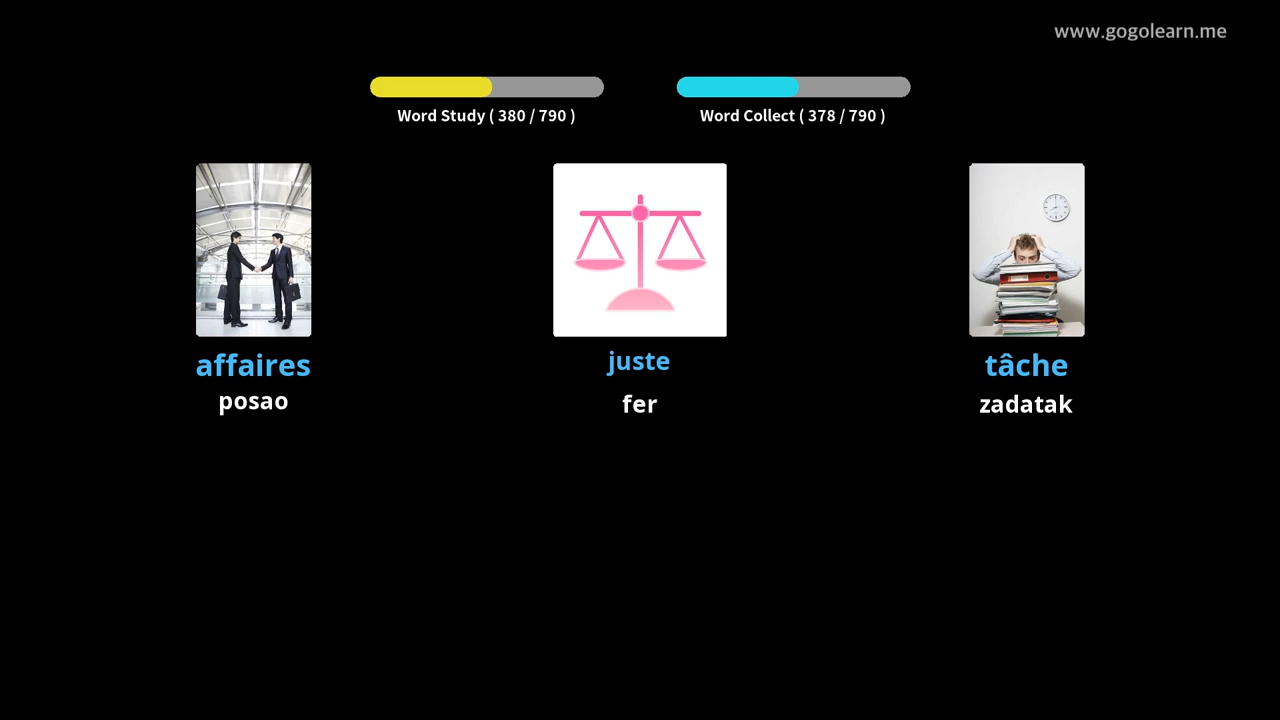 www.gogolearn.me
Word Study ( 380 / 790 )
Word Collect ( 378 / 790 )
affaires
posao
juste
fer
tâche
zadatak